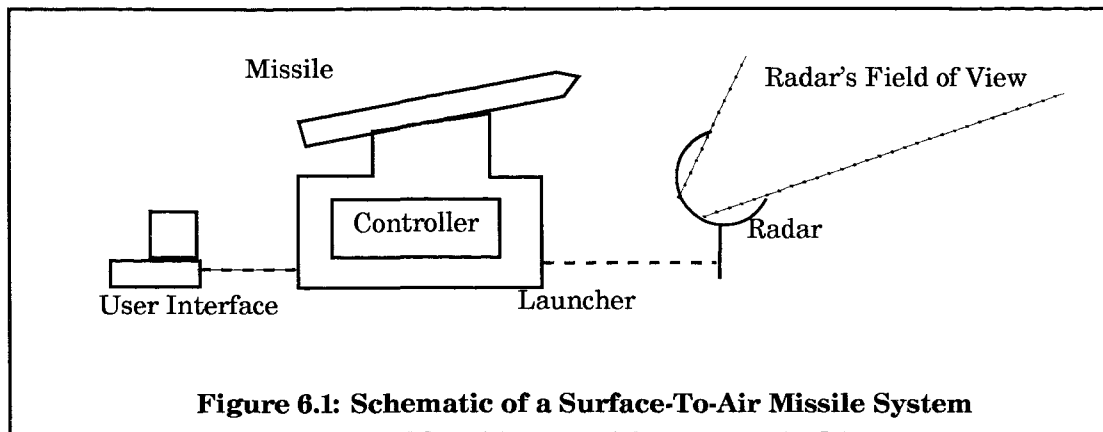 Missile
Radar's Field of View
Controller
Radar
User Interface
Launcher
Figure 6.1: Schematic of a Surface-To-Air Missile System